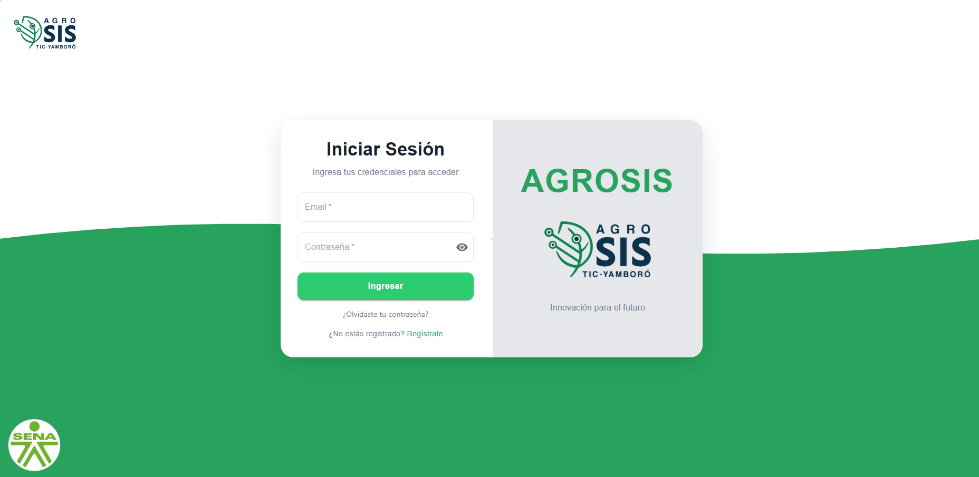 AGRO
SIS
TIC-YAMBORÓ
Iniciar Sesión
Ingresa tus credenciales para acceder
Email *
Contraseña *
Ingresar
¿Olvidaste tu contraseña?
¿No estás registrado? Regístrate
AGROSIS
AGRO
SIS
TIC-YAMBORÓ
Innovación para el futuro
SENA